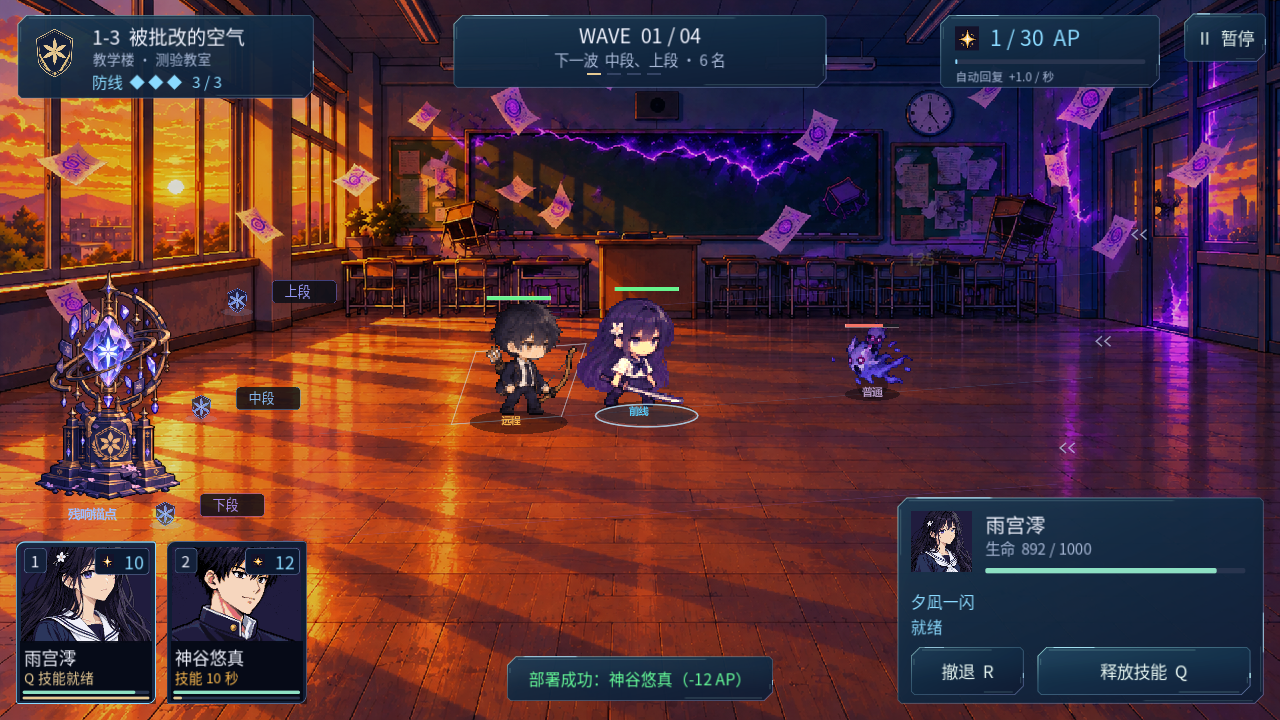 1-3 被批改的空气
教学楼 · 测验教室
防线 3 / 3
WAVE 01 / 04
下一波 中段、上段 · 6 名
1 / 30 AP
自动回复 +1.0 / 秒
暂停
125
上段
中段
下段
残响锚点
远程
前线
普通
1
10
雨宫澪
Q 技能就绪
2
12
神谷悠真
技能 10 秒
部署成功: 神谷悠真 (-12 AP)
雨宫澪
生命 892 / 1000
夕凪一闪
就绪
撤退 R
释放技能 Q